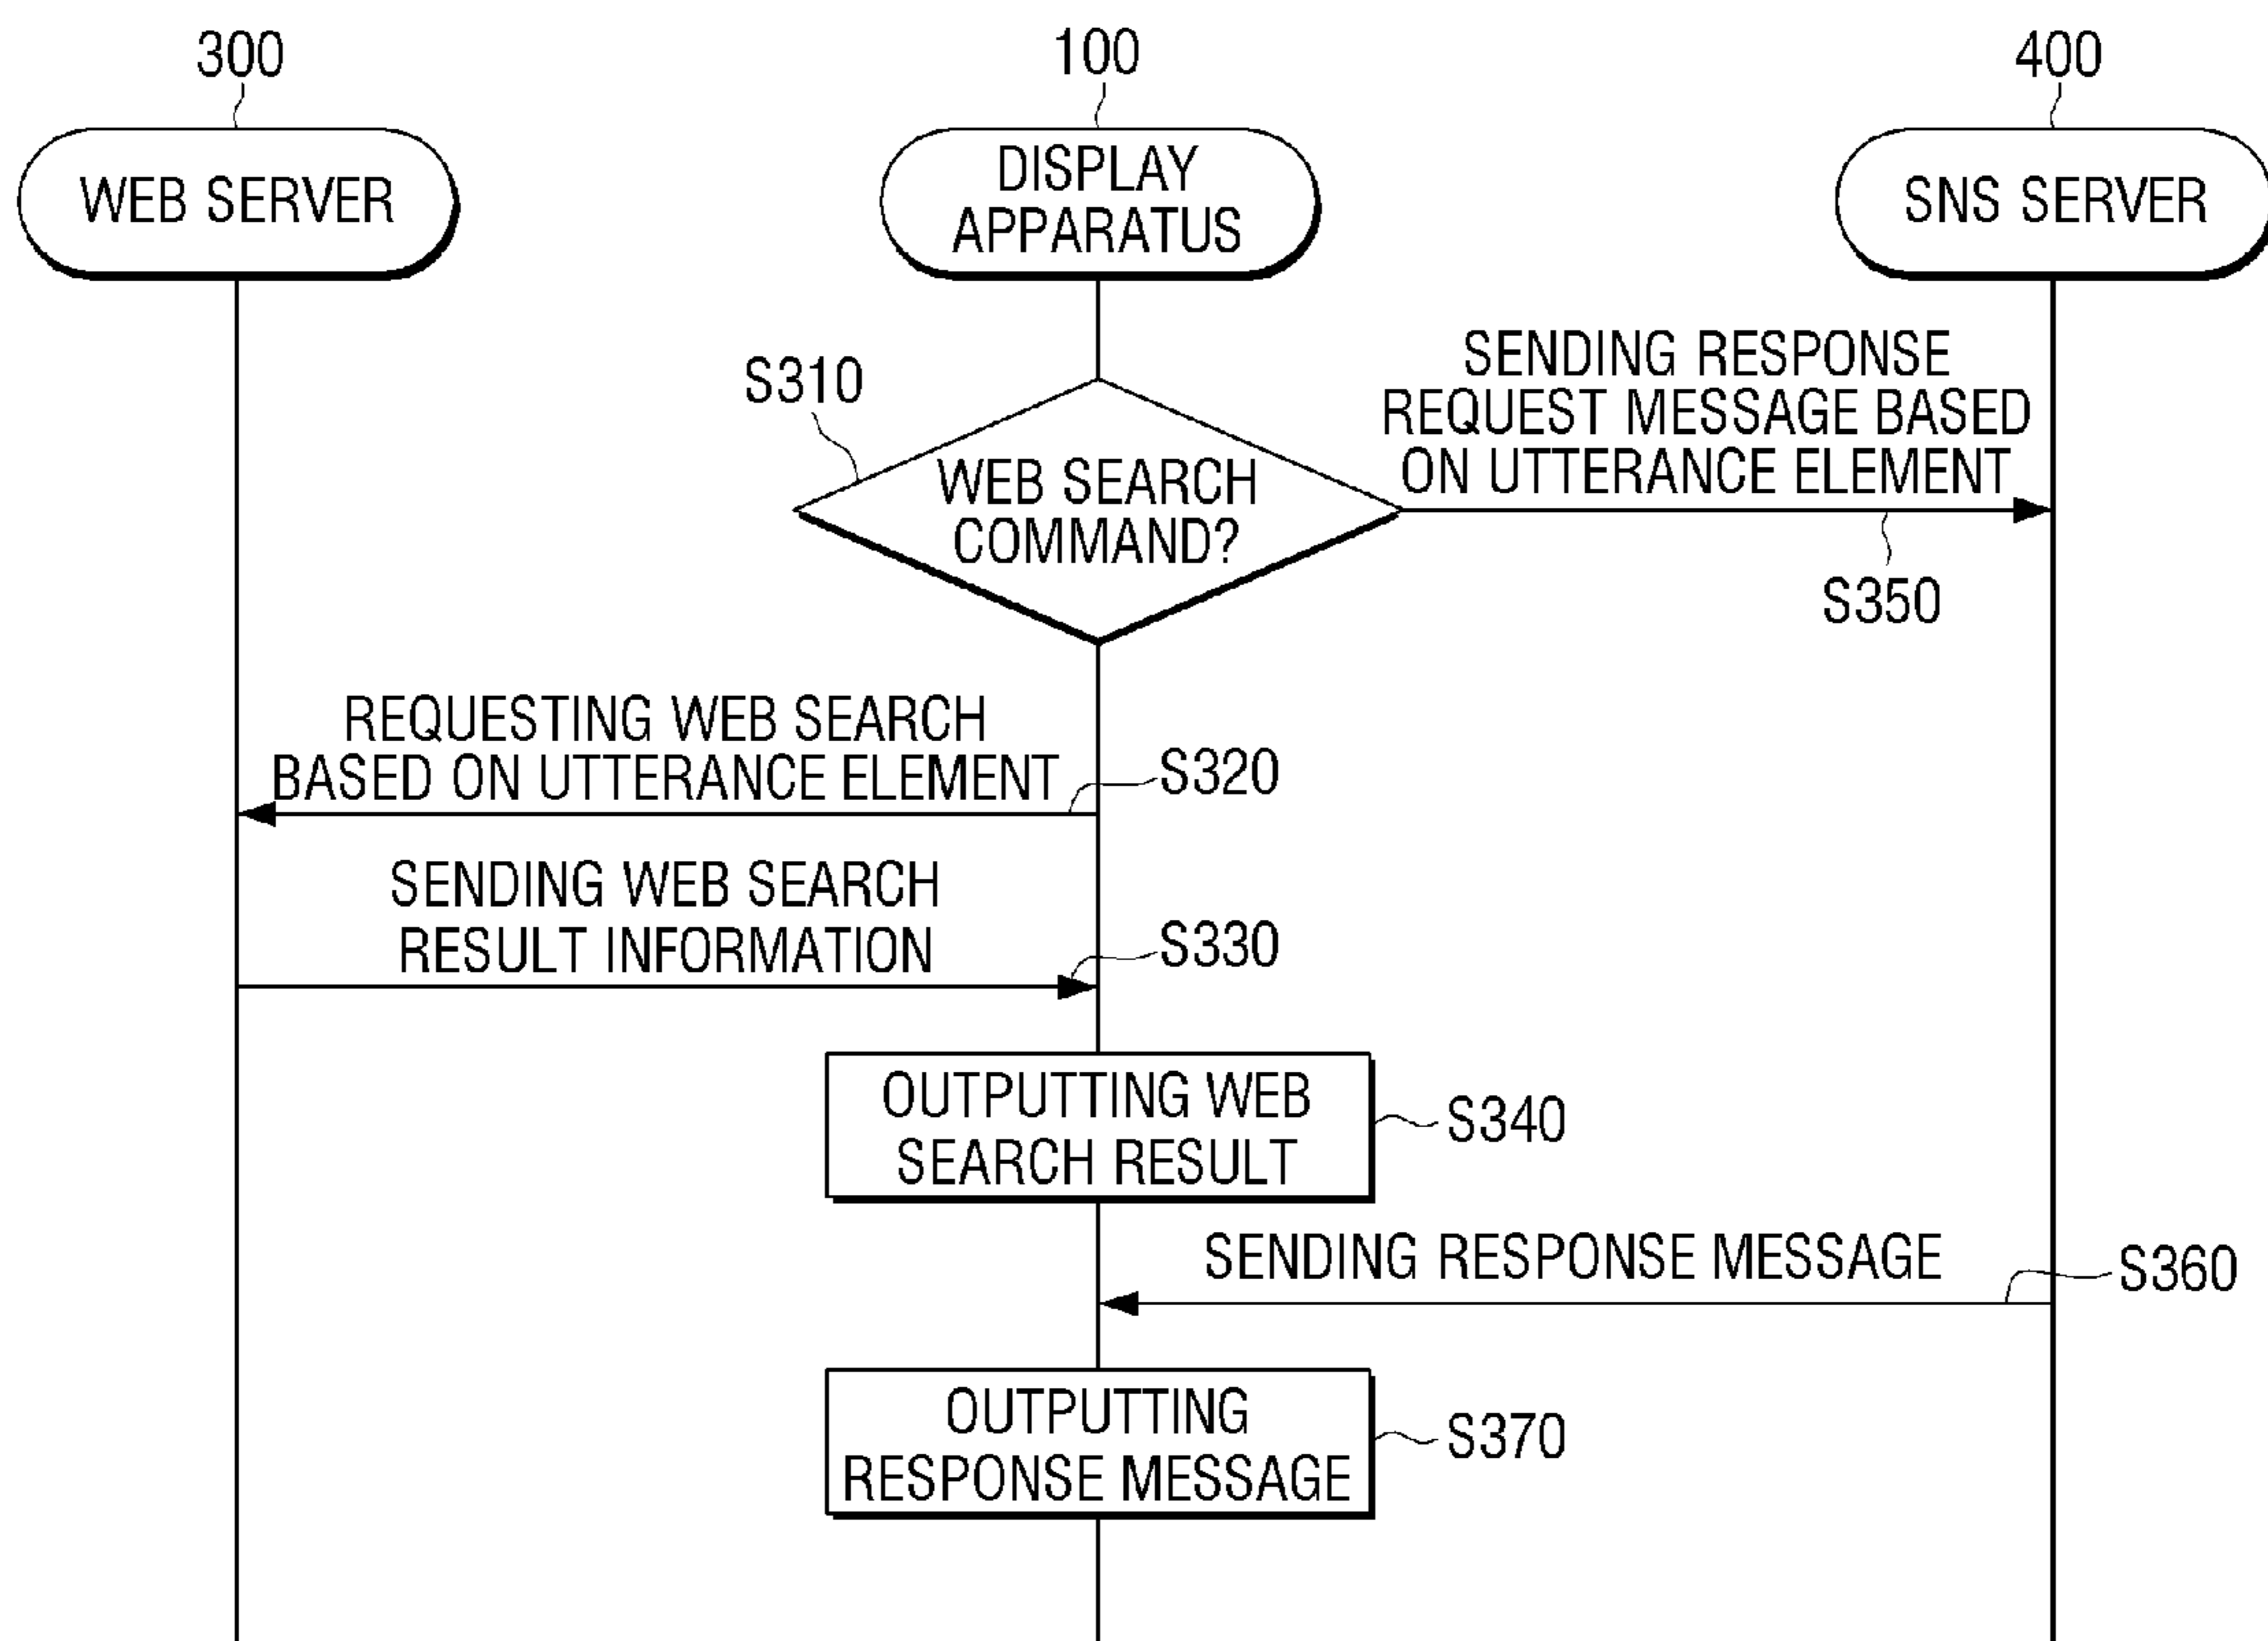 300
100
400
WEB SERVER
DISPLAY
APPARATUS
SNS SERVER
S310
SENDING RESPONSE
REQUEST MESSAGE BASED
ON UTTERANCE ELEMENT
WEB SEARCH
COMMAND?
S350
REQUESTING WEB SEARCH
BASED ON UTTERANCE ELEMENT
S320
SENDING WEB SEARCH
RESULT INFORMATION
S330
OUTPUTTING WEB
SEARCH RESULT
S340
SENDING RESPONSE MESSAGE
S360
OUTPUTTING
RESPONSE MESSAGE
S370